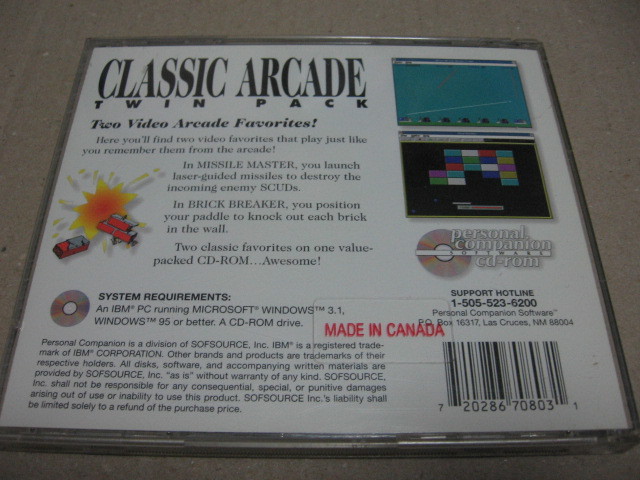 CLASSIC ARCADE
TWIN PACK
Two Video Arcade Favorites!
Here you'll find two video favorites that play just like
you remember them from the arcade!
In MISSILE MASTER, you launch
laser-guided missiles to destroy the
incoming enemy SCUDs.
In BRICK BREAKER, you position
your paddle to knock out each brick
in the wall.
Two classic favorites on one value-
packed CD-ROM...Awesome!
personal
companion
SOFTWARE
cd-rom
SYSTEM REQUIREMENTS:
An IBM® PC running MICROSOFT® WINDOWS™ 3.1,
WINDOWS™ 95 or better. A CD-ROM drive.
SUPPORT HOTLINE
1-505-523-6200
Personal Companion Software™
P.O. Box 16317, Las Cruces, NM 88004
MADE IN CANADA
Personal Companion is a division of SOFSOURCE, INC. IBM® is a registered trade-
mark of IBM® CORPORATION. Other brands and products are trademarks of their
respective holders. All disks, software, and accompanying written materials are
provided by SOFSOURCE, INC. "as is" without warranty of any kind. SOFSOURCE,
Inc. shall not be responsible for any consequential, special, or punitive damages
arising out of use or inability to use this product. SOFSOURCE Inc.'s liability shall
be limited solely to a refund of the purchase price.
7 20286 70803 1